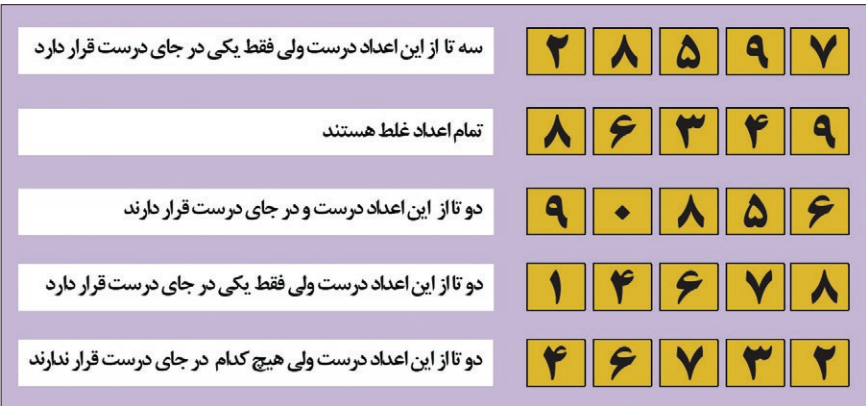 سه تا از این اعداد درست ولی فقط یکی در جای درست قرار دارد
۲ ۸ ۵ ۹ ۷
تمام اعداد غلط هستند
۸ ۶ ۳ ۴ ۹
دو تا از این اعداد درست و در جای درست قرار دارند
۹ ۰ ۸ ۵ ۶
دو تا از این اعداد درست ولی فقط یکی در جای درست قرار دارد
۱ ۴ ۶ ۷ ۸
دو تا از این اعداد درست ولی هیچ کدام در جای درست قرار ندارند
۴ ۶ ۷ ۳ ۲